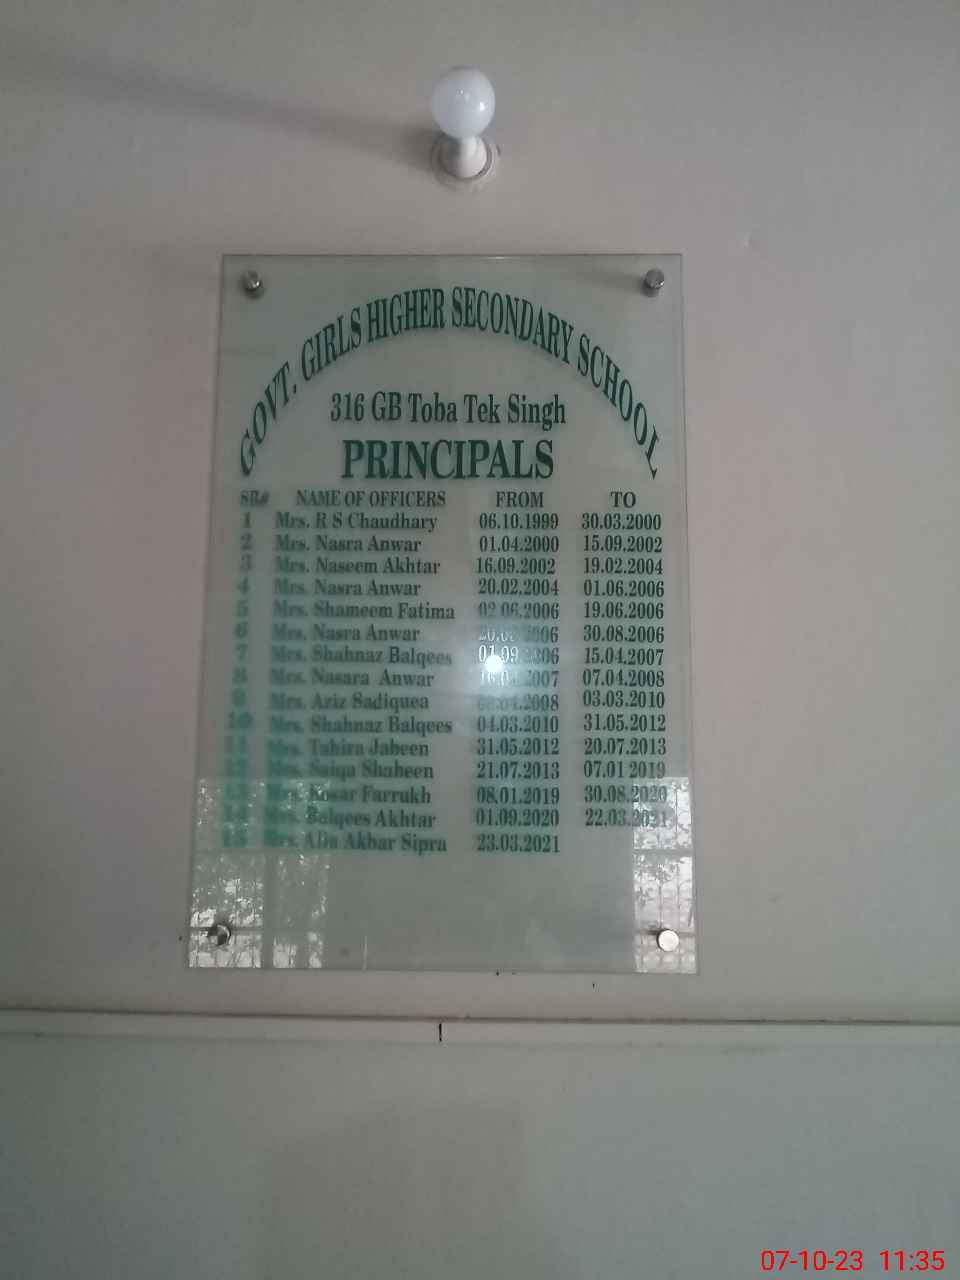 GOVT. GIRLS HIGHER SECONDARY SCHOOL
316 GB Toba Tek Singh
PRINCIPALS
SR# NAME OF OFFICERS FROM TO
1 Mrs. R S Chaudhary 06.10.1999 30.03.2000
2 Mrs. Nasra Anwar 01.04.2000 15.09.2002
3 Mrs. Naseem Akhtar 16.09.2002 19.02.2004
4 Mrs. Nasra Anwar 20.02.2004 01.06.2006
5 Mrs. Shameem Fatima 02.06.2006 19.06.2006
6 Mrs. Nasra Anwar 30.08.2006
7 Mrs. Shahnaz Balqees 15.04.2007
8 Mrs. Nasara Anwar 07.04.2008
9 Mrs. Aziz Sadiquea 03.03.2010
10 Mrs. Shahnaz Balqees 04.03.2010 31.05.2012
11 Mrs. Tahira Jabeen 31.05.2012 20.07.2013
12 Mrs. Saiqa Shaheen 21.07.2013 07.01 2019
13 Mrs. Kosar Farrukh 08.01.2019 30.08.2020
14 Mrs. Balqees Akhtar 01.09.2020 22.03.2021
15 Mrs. Alia Akbar Sipra 23.03.2021
07-10-23 11:35